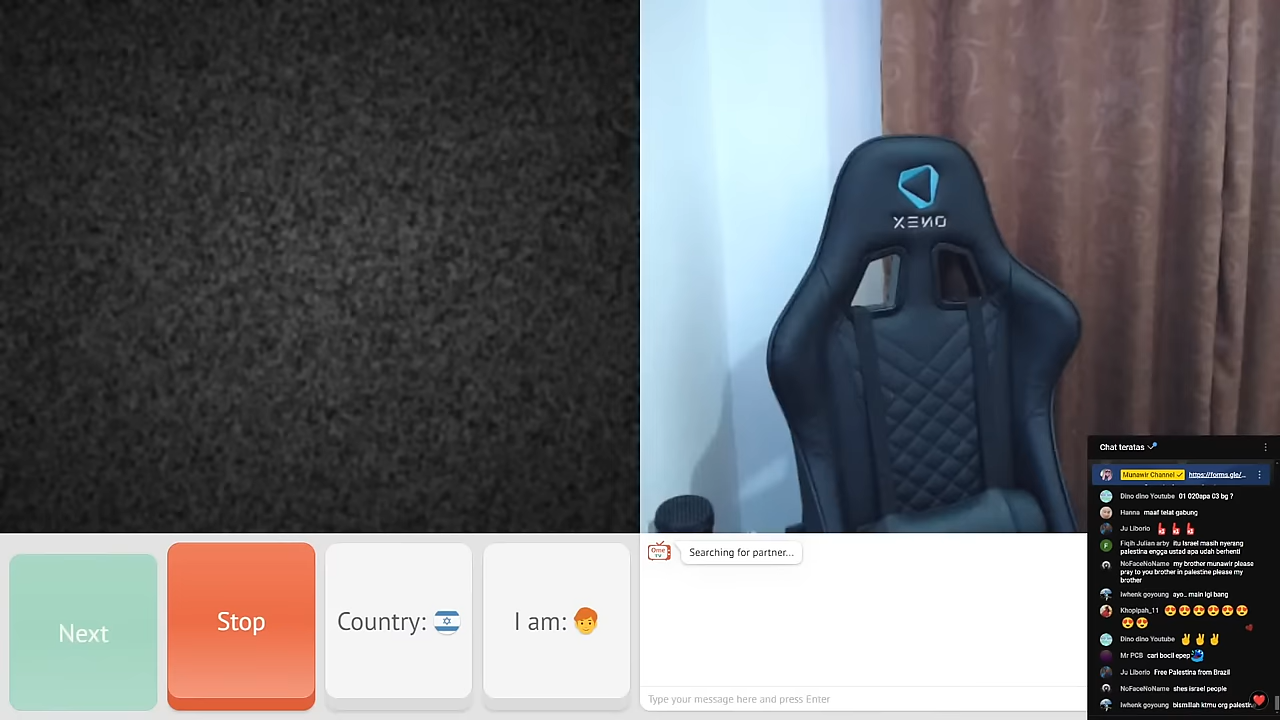 XENO
Next
Stop
Country:
I am:
Ome
TV
Searching for partner...
Type your message here and press Enter
Chat teratas
Munawir Channel https://forms.gle/...
Dino dino Youtube 01 020apa 03 bg ?
Hanna maaf telat gabung
Ju Liborio
Fiqih Julian arby itu Israel masih nyerang
palestina engga ustad apa udah berhenti
NoFaceNoName my brother munawir please
pray to you brother in palestine please my
brother
Iwhenk goyoung ayo.. main lgi bang
Khopipah_11 😍😍😍😍😍😍
😍😍
Dino dino Youtube ✌✌✌
Mr PCB cari bocil epep
Ju Liborio Free Palestina from Brazil
NoFaceNoName shes israel people
Iwhenk goyoung bismillah ktmu org